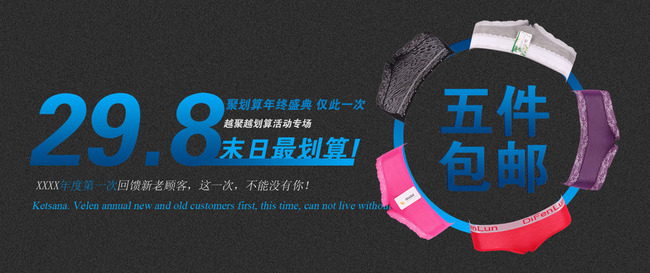 29.8
聚划算年终盛典 仅此一次
越聚越划算活动专场
末日最划算!
XXXX年度第一次回馈新老顾客，这一次，不能没有你！
Ketsana. Velen annual new and old customers first, this time, can not live without
五件
包邮
DiFenLun